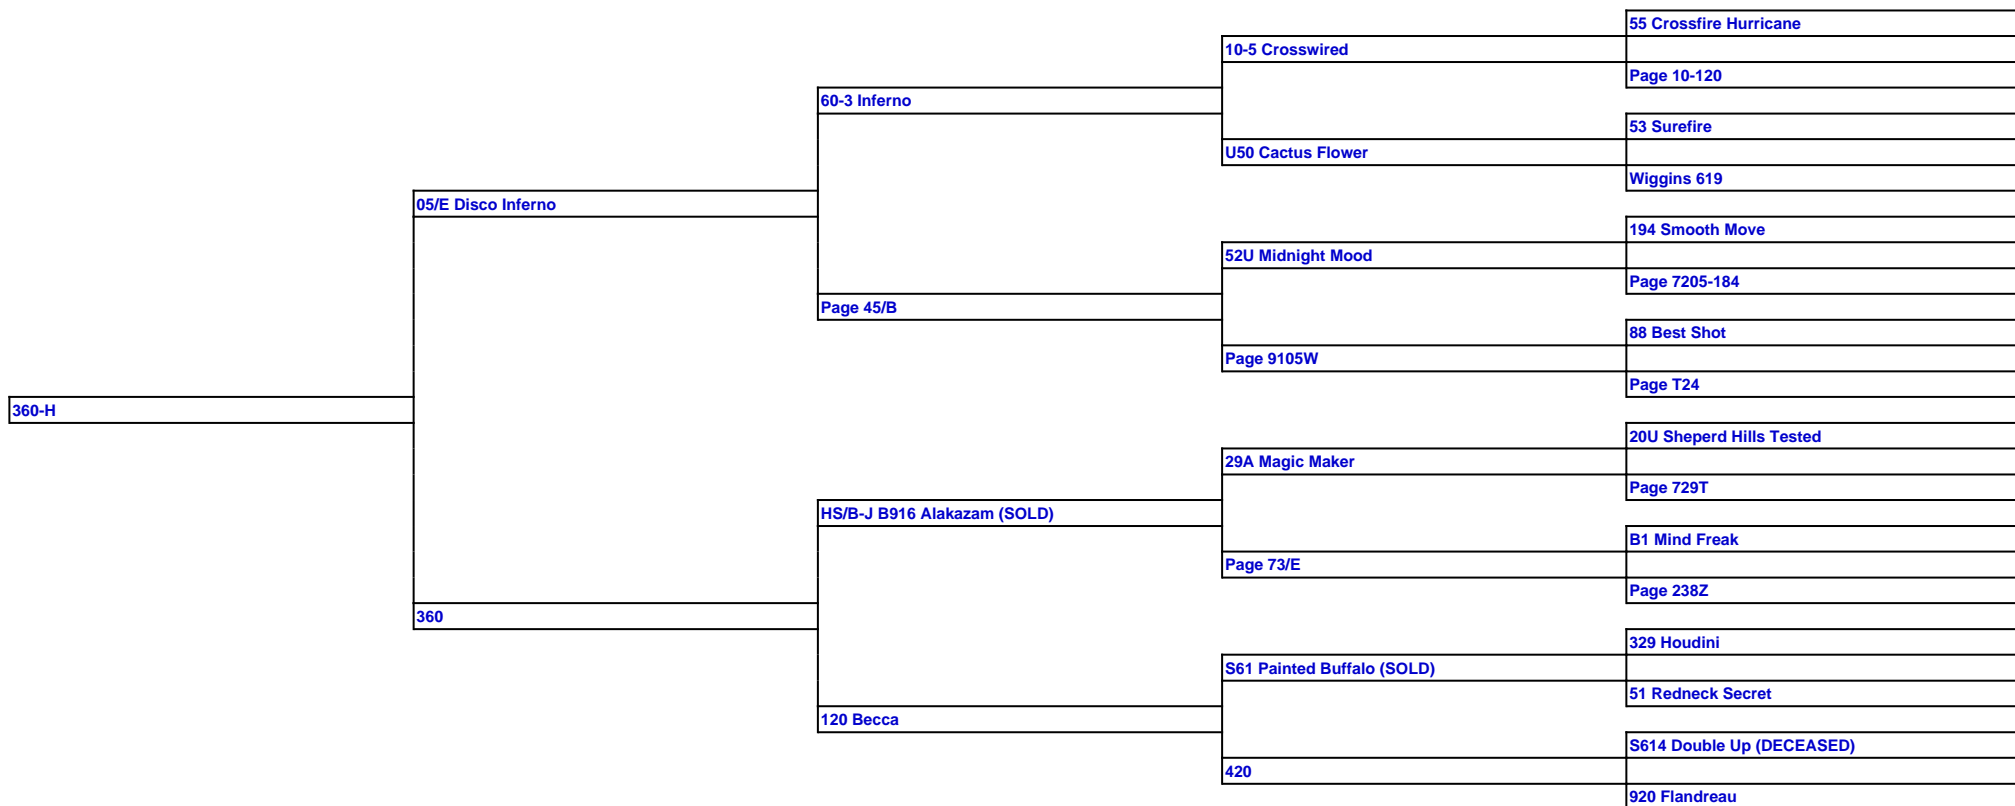 55 Crossfire Hurricane
10-5 Crosswired
Page 10-120
60-3 Inferno
53 Surefire
U50 Cactus Flower
Wiggins 619
05/E Disco Inferno
194 Smooth Move
52U Midnight Mood
Page 7205-184
Page 45/B
88 Best Shot
Page 9105W
Page T24
360-H
20U Sheperd Hills Tested
29A Magic Maker
Page 729T
HS/B-J B916 Alakazam (SOLD)
B1 Mind Freak
Page 73/E
Page 238Z
360
329 Houdini
S61 Painted Buffalo (SOLD)
51 Redneck Secret
120 Becca
S614 Double Up (DECEASED)
420
920 Flandreau